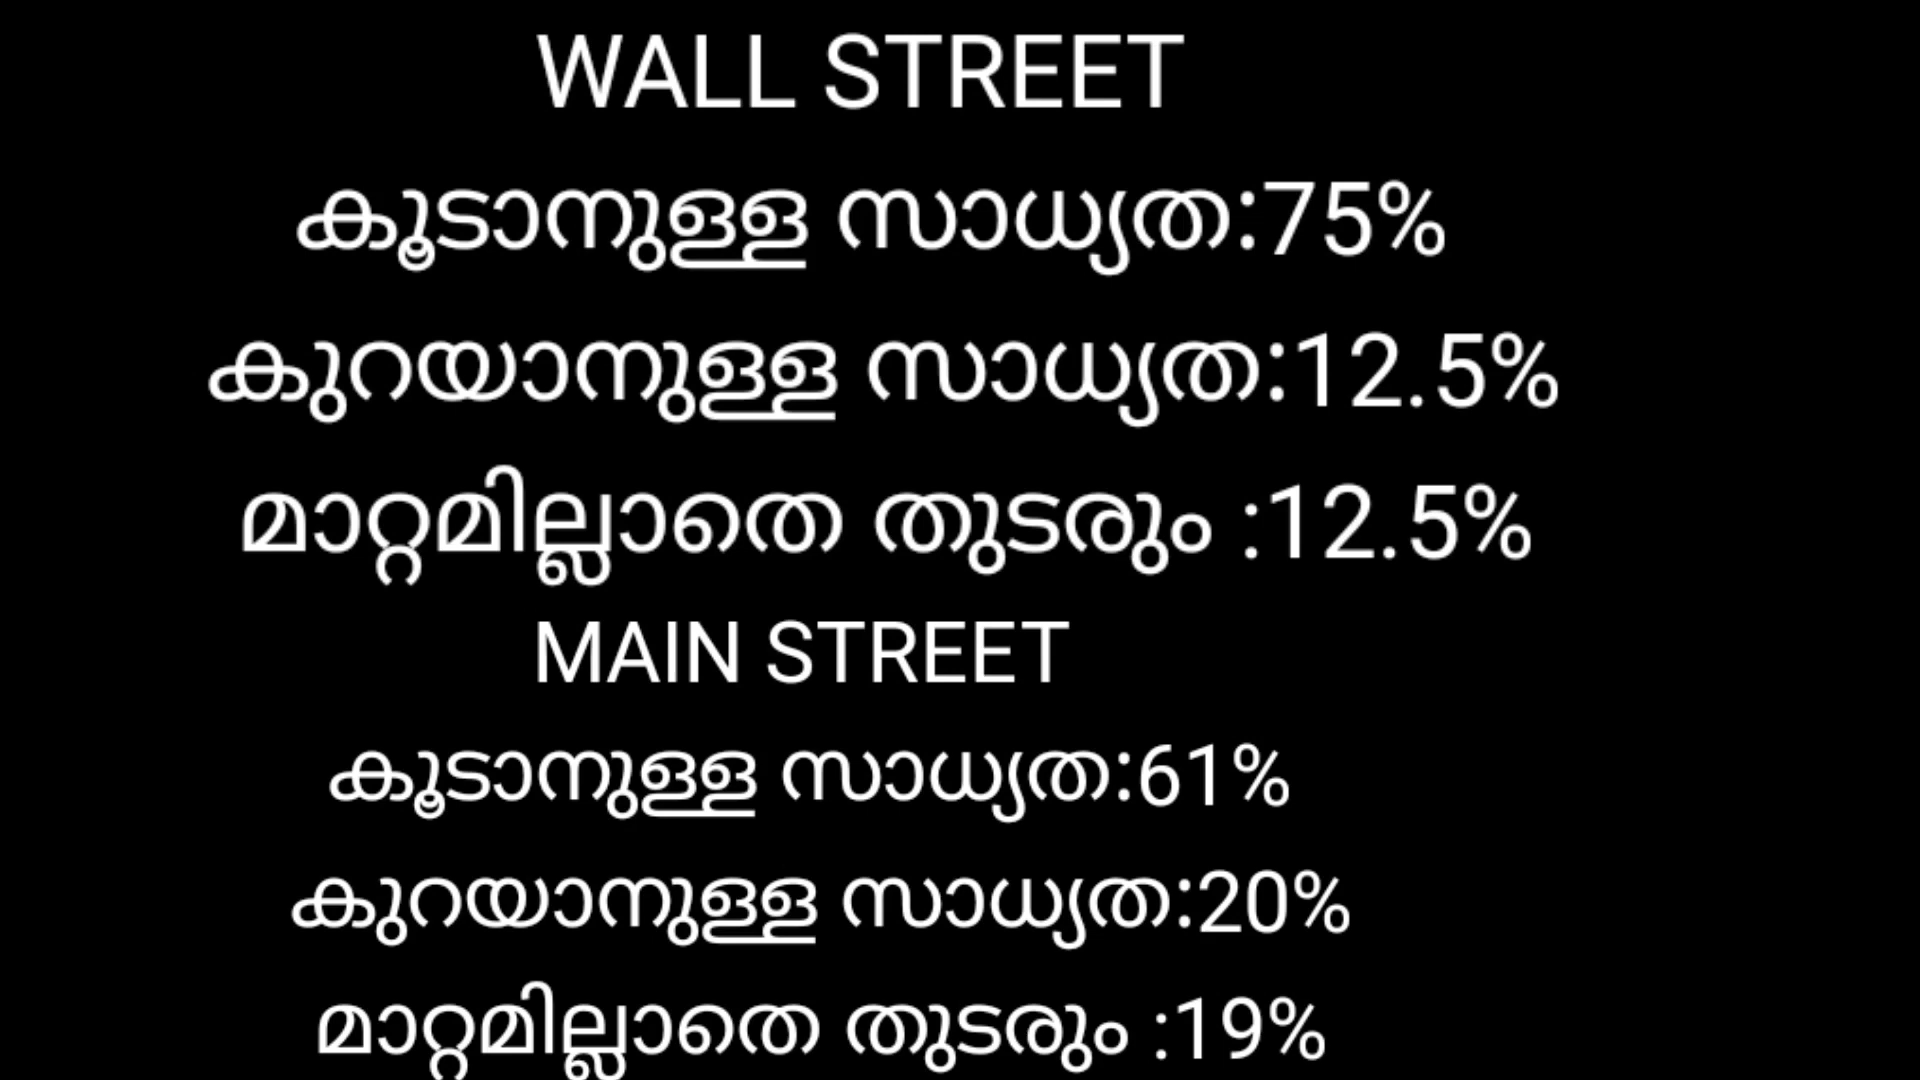 WALL STREET
കൂടാനുള്ള സാധ്യത:75%
കുറയാനുള്ള സാധ്യത:12.5%
മാറ്റമില്ലാതെ തുടരും :12.5%
MAIN STREET
കൂടാനുള്ള സാധ്യത:61%
കുറയാനുള്ള സാധ്യത:20%
മാറ്റമില്ലാതെ തുടരും :19%